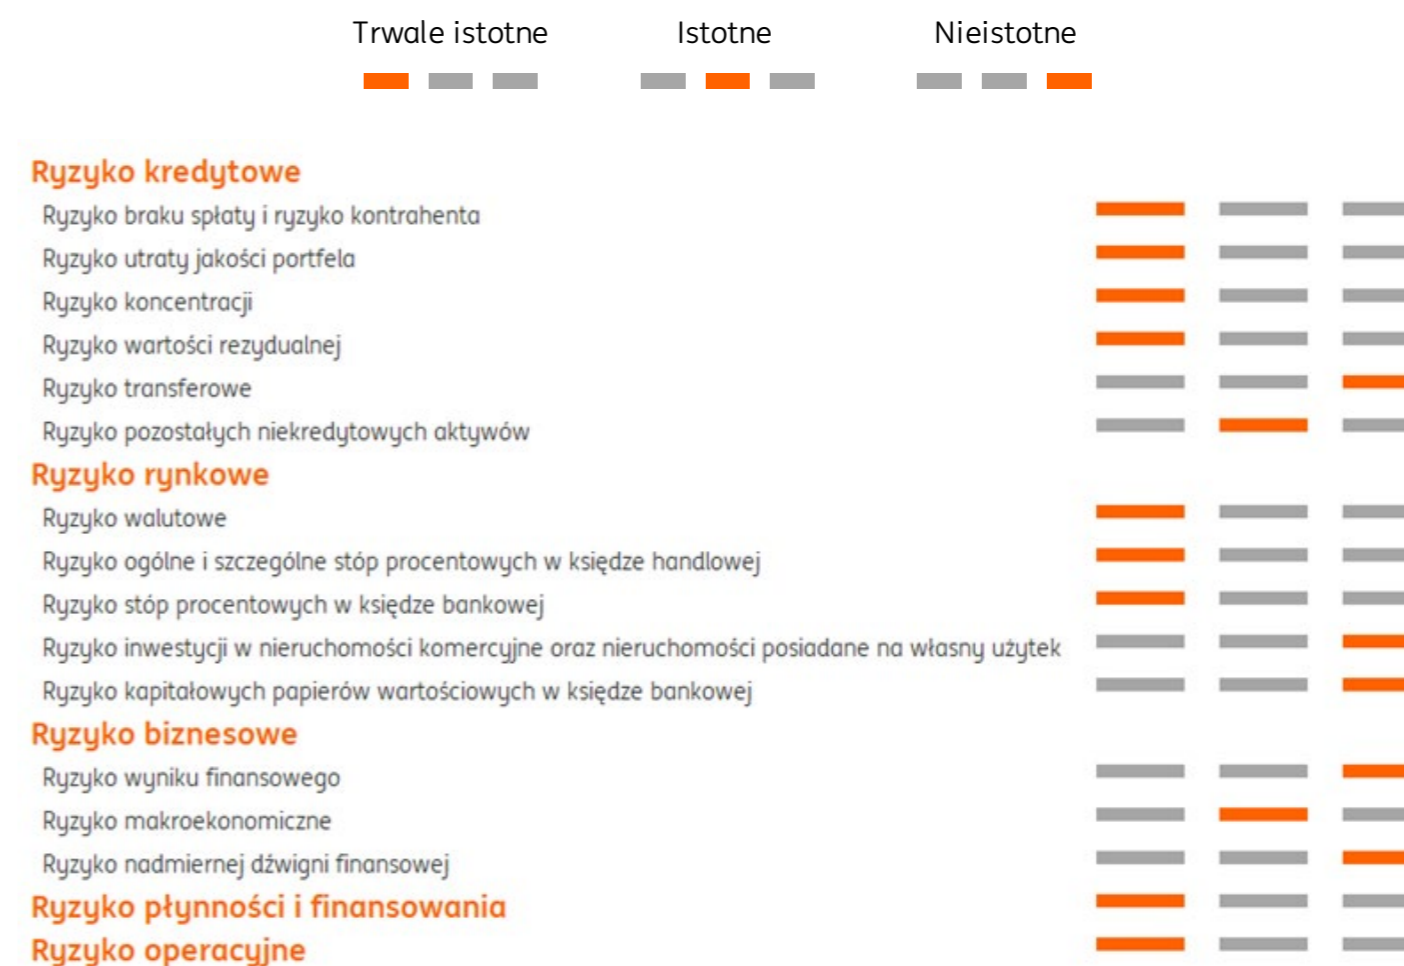 Trwale istotne Istotne Nieistotne
Ryzyko kredytowe
Ryzyko braku spłaty i ryzyko kontrahenta
Ryzyko utraty jakości portfela
Ryzyko koncentracji
Ryzyko wartości rezydualnej
Ryzyko transferowe
Ryzyko pozostałych niekredytowych aktywów
Ryzyko rynkowe
Ryzyko walutowe
Ryzyko ogólne i szczególne stóp procentowych w księdze handlowej
Ryzyko stóp procentowych w księdze bankowej
Ryzyko inwestycji w nieruchomości komercyjne oraz nieruchomości posiadane na własny użytek
Ryzyko kapitałowych papierów wartościowych w księdze bankowej
Ryzyko biznesowe
Ryzyko wyniku finansowego
Ryzyko makroekonomiczne
Ryzyko nadmiernej dźwigni finansowej
Ryzyko płynności i finansowania
Ryzyko operacyjne